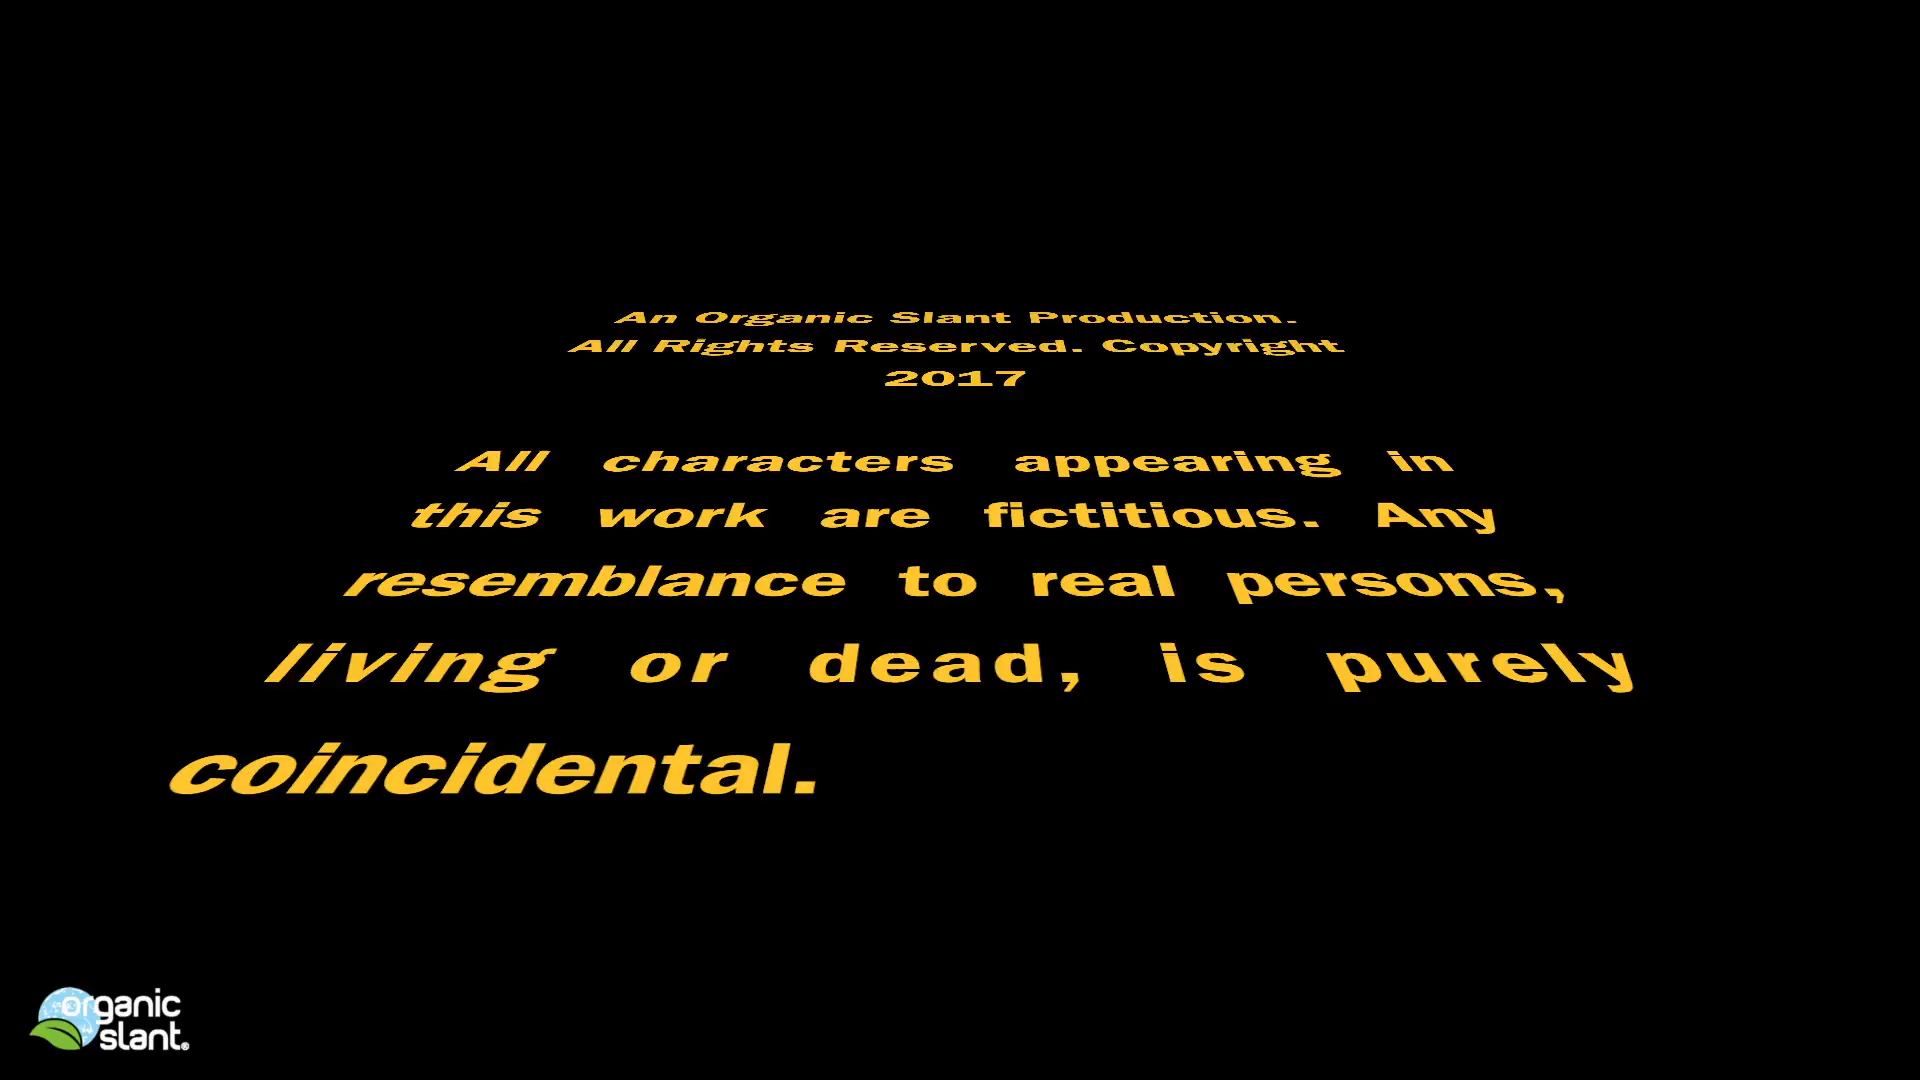 An Organic Slant Production.
All Rights Reserved. Copyright
2017
All characters appearing in
this work are fictitious. Any
resemblance to real persons,
living or dead, is purely
coincidental.
organic
slant®